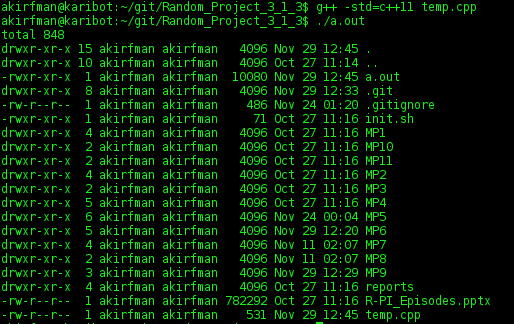 akirfman@karibot:~/git/Random_Project_3_1_3$ g++ -std=c++11 temp.cpp
akirfman@karibot:~/git/Random_Project_3_1_3$ ./a.out
total 848
drwxr-xr-x 15 akirfman akirfman   4096 Nov 29 12:45 .
drwxr-xr-x 10 akirfman akirfman   4096 Oct 27 11:14 ..
-rwxr-xr-x  1 akirfman akirfman  10080 Nov 29 12:45 a.out
drwxr-xr-x  8 akirfman akirfman   4096 Nov 29 12:33 .git
-rw-r--r--  1 akirfman akirfman    486 Nov 24 01:20 .gitignore
-rwxr-xr-x  1 akirfman akirfman     71 Oct 27 11:16 init.sh
drwxr-xr-x  4 akirfman akirfman   4096 Oct 27 11:16 MP1
drwxr-xr-x  2 akirfman akirfman   4096 Oct 27 11:16 MP10
drwxr-xr-x  2 akirfman akirfman   4096 Oct 27 11:16 MP11
drwxr-xr-x  4 akirfman akirfman   4096 Oct 27 11:16 MP2
drwxr-xr-x  2 akirfman akirfman   4096 Oct 27 11:16 MP3
drwxr-xr-x  5 akirfman akirfman   4096 Oct 27 11:16 MP4
drwxr-xr-x  6 akirfman akirfman   4096 Nov 24 00:04 MP5
drwxr-xr-x  5 akirfman akirfman   4096 Nov 29 12:20 MP6
drwxr-xr-x  4 akirfman akirfman   4096 Nov 11 02:07 MP7
drwxr-xr-x  2 akirfman akirfman   4096 Nov 11 02:07 MP8
drwxr-xr-x  3 akirfman akirfman   4096 Nov 29 12:29 MP9
drwxr-xr-x  4 akirfman akirfman   4096 Oct 27 11:16 reports
-rw-r--r--  1 akirfman akirfman 782292 Oct 27 11:16 R-PI_Episodes.pptx
-rw-r--r--  1 akirfman akirfman    531 Nov 29 12:45 temp.cpp